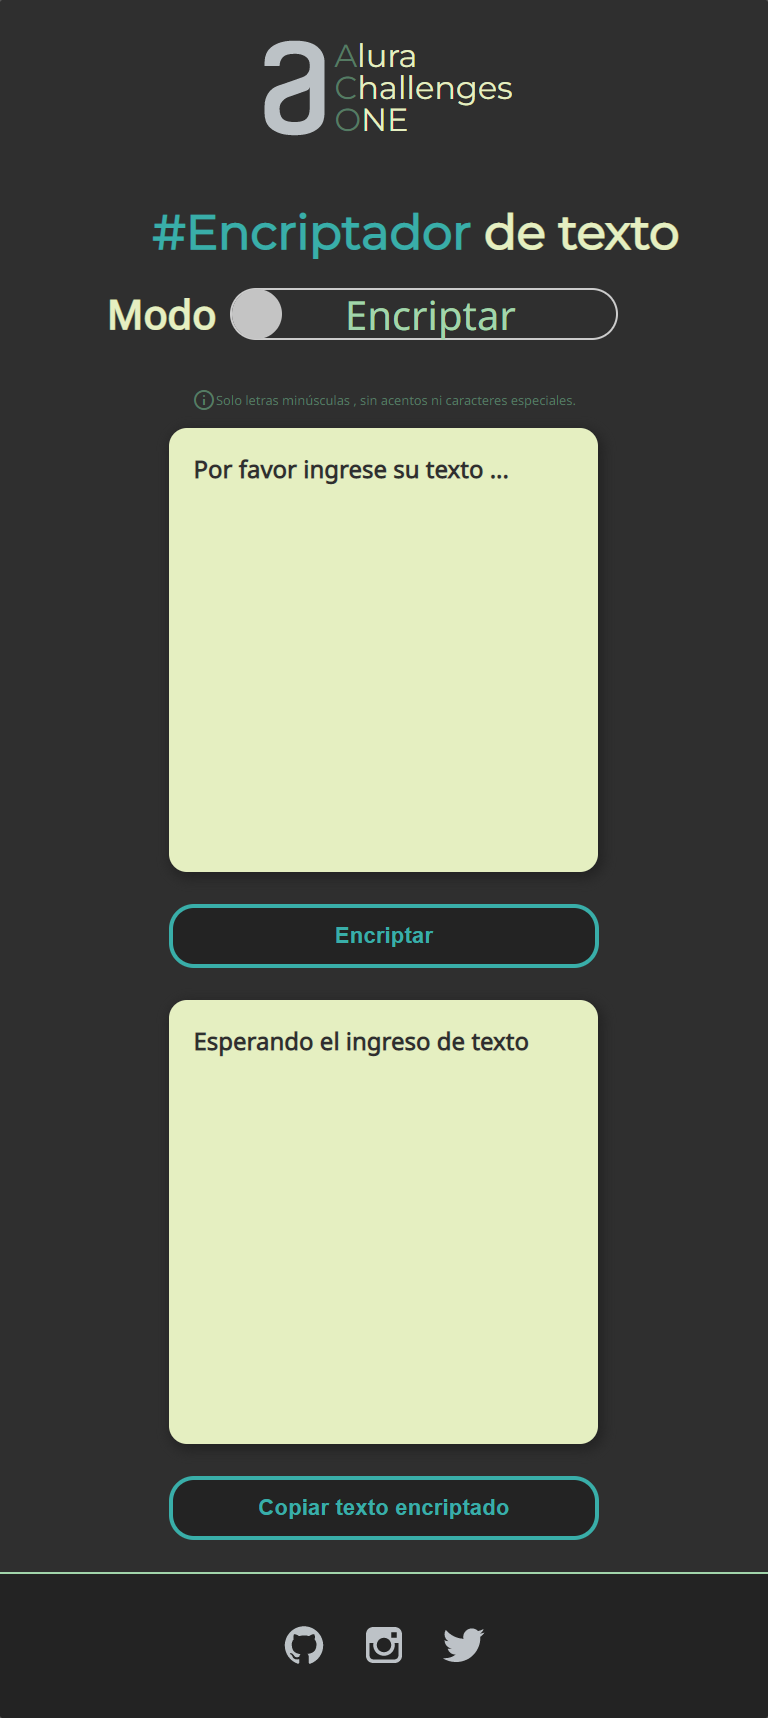 a
Alura
Challenges
ONE
#Encriptador de texto
Modo Encriptar
Solo letras minúsculas , sin acentos ni caracteres especiales.
Por favor ingrese su texto ...
Encriptar
Esperando el ingreso de texto
Copiar texto encriptado